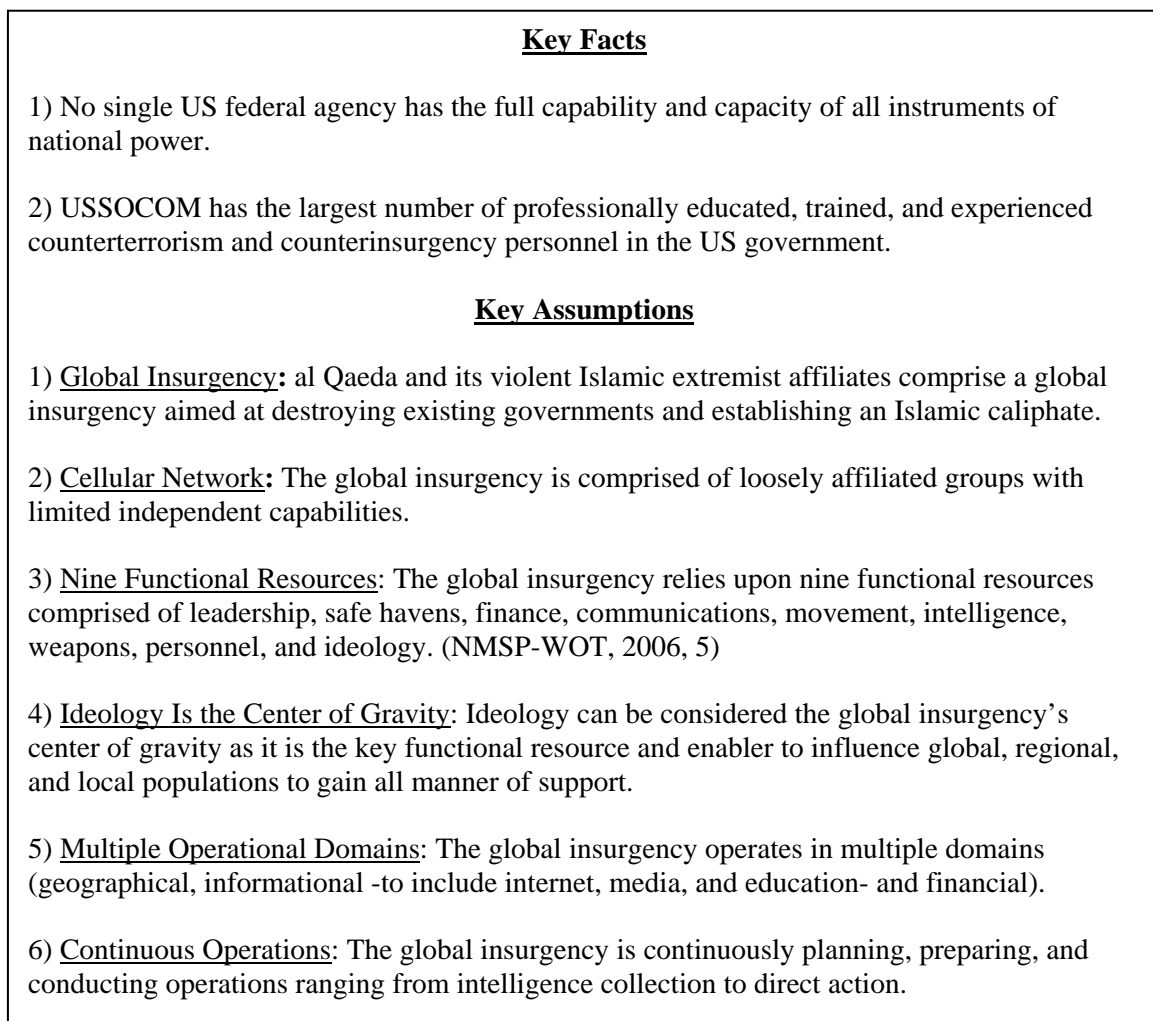 Key Facts
1) No single US federal agency has the full capability and capacity of all instruments of
national power.
2) USSOCOM has the largest number of professionally educated, trained, and experienced
counterterrorism and counterinsurgency personnel in the US government.
Key Assumptions
1) Global Insurgency: al Qaeda and its violent Islamic extremist affiliates comprise a global
insurgency aimed at destroying existing governments and establishing an Islamic caliphate.
2) Cellular Network: The global insurgency is comprised of loosely affiliated groups with
limited independent capabilities.
3) Nine Functional Resources: The global insurgency relies upon nine functional resources
comprised of leadership, safe havens, finance, communications, movement, intelligence,
weapons, personnel, and ideology. (NMSP-WOT, 2006, 5)
4) Ideology Is the Center of Gravity: Ideology can be considered the global insurgency’s
center of gravity as it is the key functional resource and enabler to influence global, regional,
and local populations to gain all manner of support.
5) Multiple Operational Domains: The global insurgency operates in multiple domains
(geographical, informational -to include internet, media, and education- and financial).
6) Continuous Operations: The global insurgency is continuously planning, preparing, and
conducting operations ranging from intelligence collection to direct action.